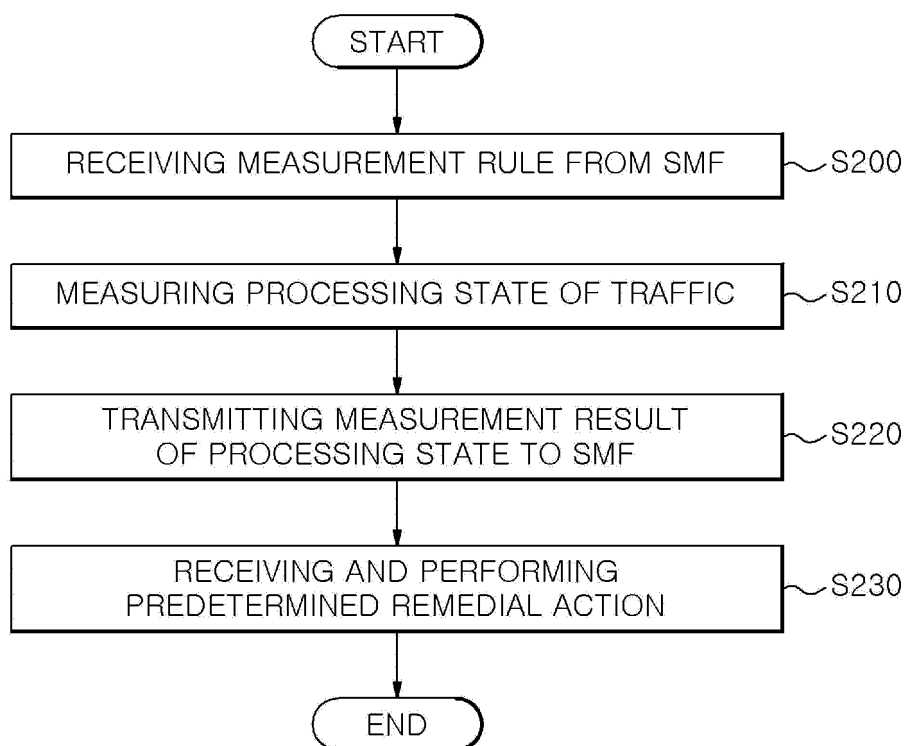 START
RECEIVING MEASUREMENT RULE FROM SMF
S200
MEASURING PROCESSING STATE OF TRAFFIC
S210
TRANSMITTING MEASUREMENT RESULT
OF PROCESSING STATE TO SMF
S220
RECEIVING AND PERFORMING
PREDETERMINED REMEDIAL ACTION
S230
END